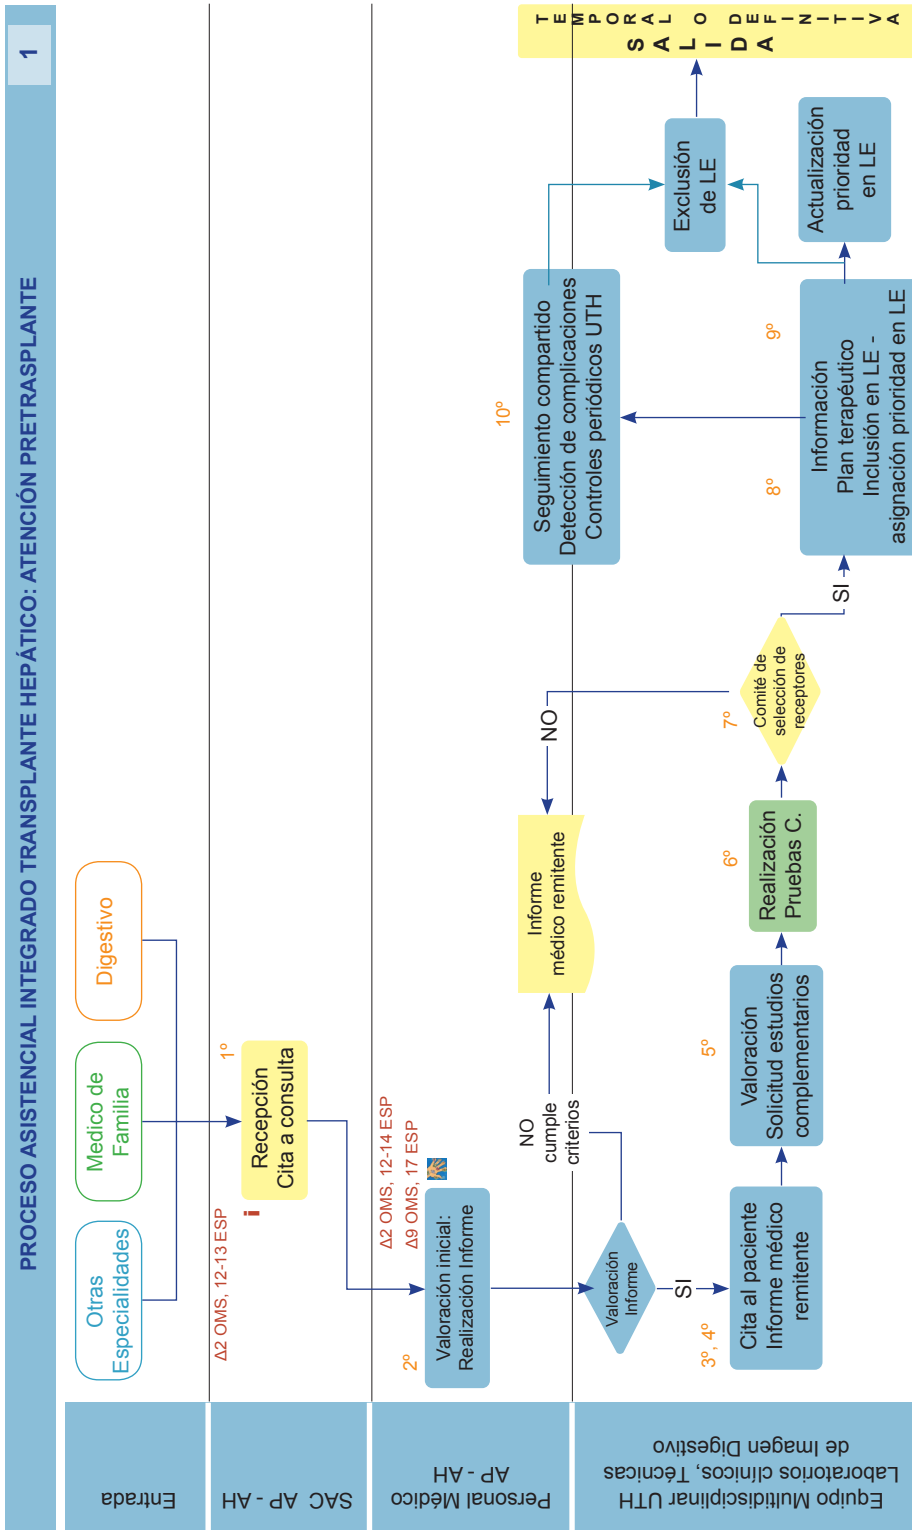 PROCESO ASISTENCIAL INTEGRADO TRANSPLANTE HEPÁTICO: ATENCIÓN PRETRASPLANTE
1
Entrada
Otras
Especialidades
Medico de
Familia
Digestivo
SAC AP - AH
Δ2 OMS, 12-13 ESP
i
Recepción
Cita a consulta
1º
Personal Médico
AP - AH
2º
Valoración inicial:
Realización Informe
Δ2 OMS, 12-14 ESP
Δ9 OMS, 17 ESP
Equipo Multidisciplinar UTH
Laboratorios clínicos, Técnicas
de Imagen Digestivo
Valoración
Informe
NO
cumple
criterios
SI
Informe
médico remitente
NO
3º, 4º
Cita al paciente
Informe médico
remitente
5º
Valoración
Solicitud estudios
complementarios
6º
Realización
Pruebas C.
7º
Comité de
selección de
receptores
SI
8º
9º
Información
Plan terapéutico
Inclusión en LE -
asignación prioridad en LE
10º
Seguimiento compartido
Detección de complicaciones
Controles periódicos UTH
Exclusión
de LE
Actualización
prioridad
en LE
SALIDA
TEMPORAL O DEFINITIVA